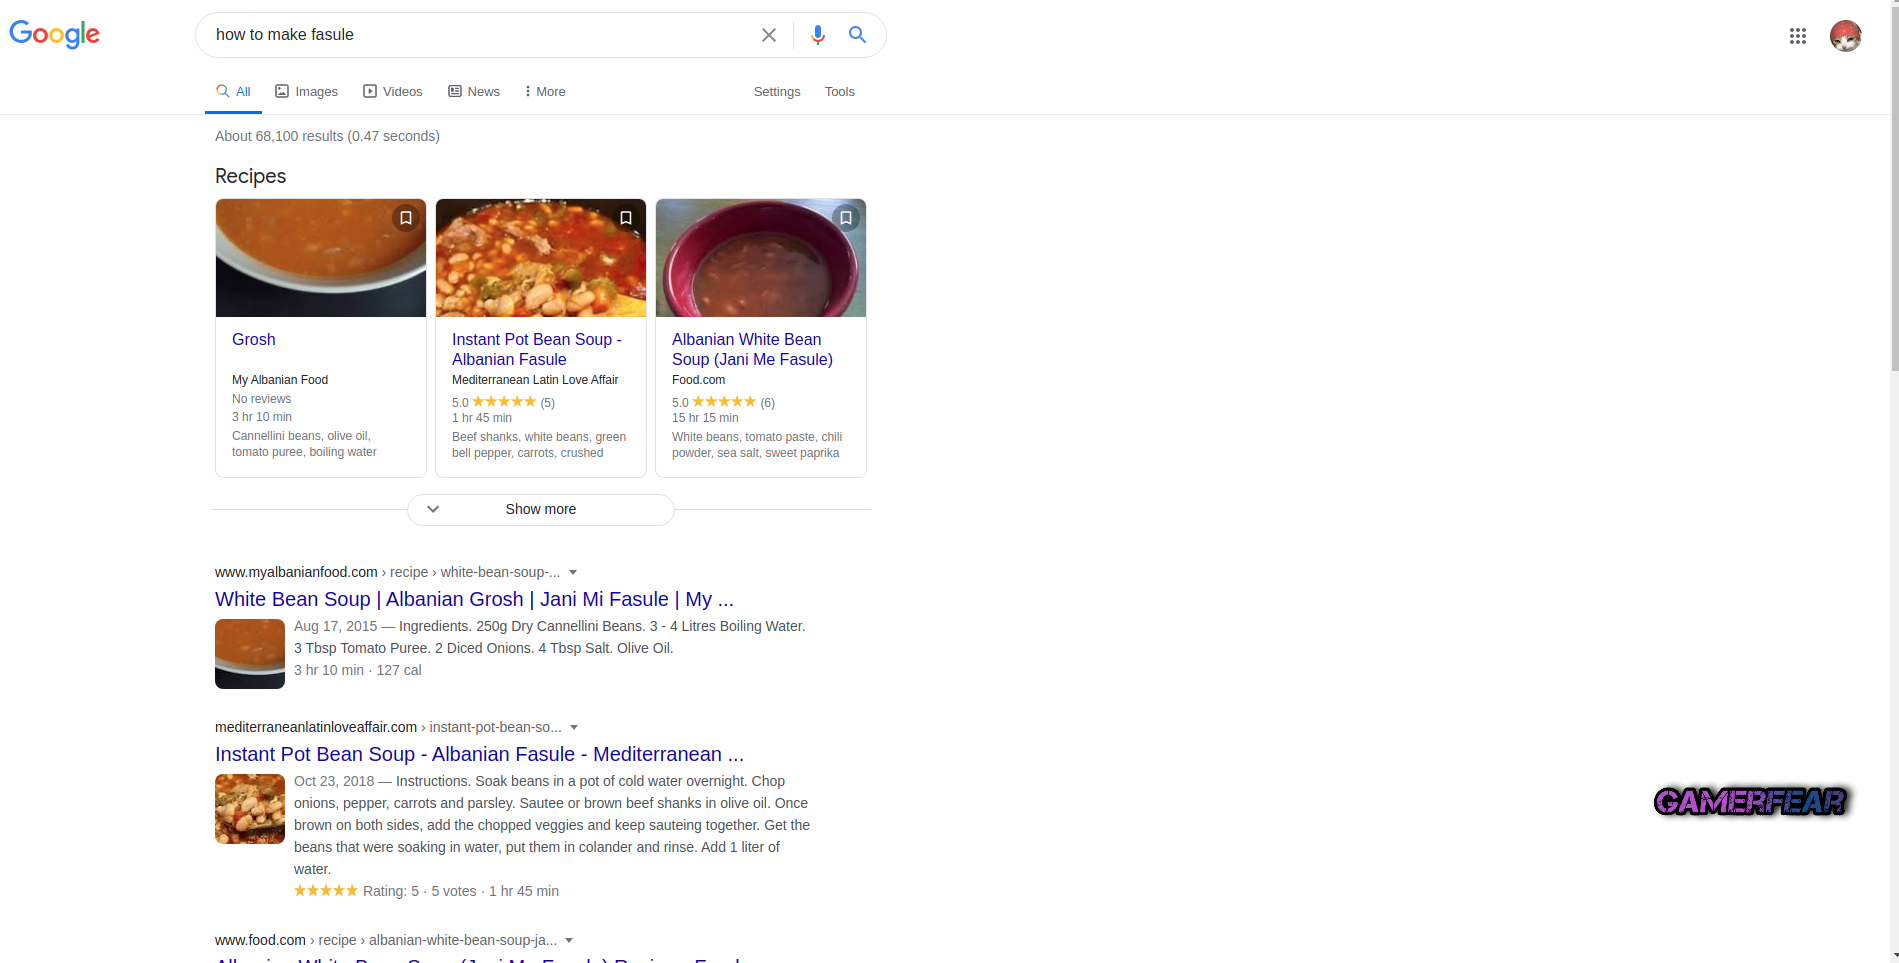 Google
how to make fasule
All
Images
Videos
News
More
Settings
Tools
About 68,100 results (0.47 seconds)
Recipes
Grosh
My Albanian Food
No reviews
3 hr 10 min
Cannellini beans, olive oil,
tomato puree, boiling water
Instant Pot Bean Soup -
Albanian Fasule
Mediterranean Latin Love Affair
5.0 ★★★★★ (5)
1 hr 45 min
Beef shanks, white beans, green
bell pepper, carrots, crushed
Albanian White Bean
Soup (Jani Me Fasule)
Food.com
5.0 ★★★★★ (6)
15 hr 15 min
White beans, tomato paste, chili
powder, sea salt, sweet paprika
Show more
www.myalbanianfood.com › recipe › white-bean-soup-...
White Bean Soup | Albanian Grosh | Jani Mi Fasule | My ...
Aug 17, 2015 — Ingredients. 250g Dry Cannellini Beans. 3 - 4 Litres Boiling Water.
3 Tbsp Tomato Puree. 2 Diced Onions. 4 Tbsp Salt. Olive Oil.
3 hr 10 min · 127 cal
mediterraneanlatinloveaffair.com › instant-pot-bean-so...
Instant Pot Bean Soup - Albanian Fasule - Mediterranean ...
Oct 23, 2018 — Instructions. Soak beans in a pot of cold water overnight. Chop
onions, pepper, carrots and parsley. Sautee or brown beef shanks in olive oil. Once
brown on both sides, add the chopped veggies and keep sauteing together. Get the
beans that were soaking in water, put them in colander and rinse. Add 1 liter of
water.
★★★★★ Rating: 5 · 5 votes · 1 hr 45 min
GAMERFEAR
www.food.com › recipe › albanian-white-bean-soup-ja...